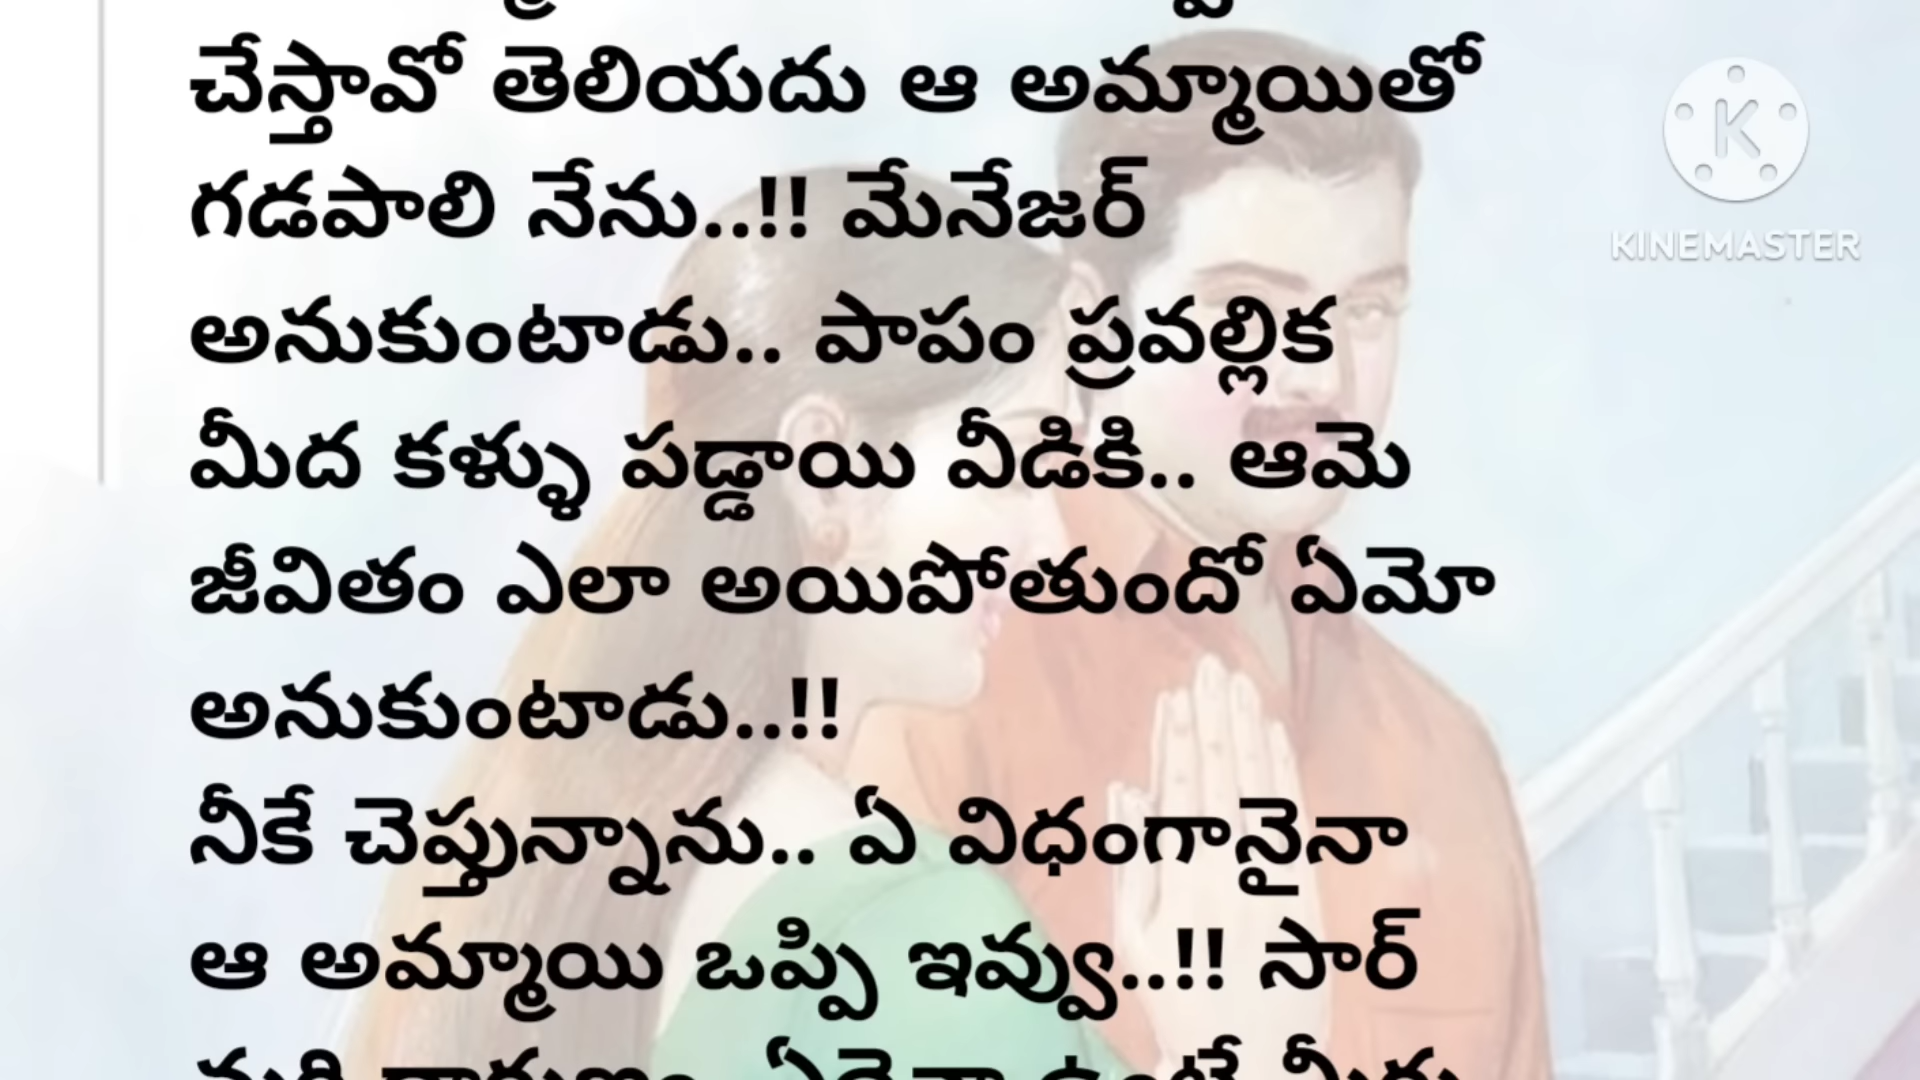 చేస్తావో తెలియదు ఆ అమ్మాయితో
గడపాలి నేను..!! మేనేజర్
అనుకుంటాడు.. పాపం ప్రవల్లిక
మీద కళ్ళు పడ్డాయి వీడికి.. ఆమె
జీవితం ఎలా అయిపోతుందో ఏమో
అనుకుంటాడు..!!
నీకే చెప్తున్నాను.. ఏ విధంగానైనా
ఆ అమ్మాయి ఒప్పి ఇవ్వు..!! సార్
K
KINEMASTER